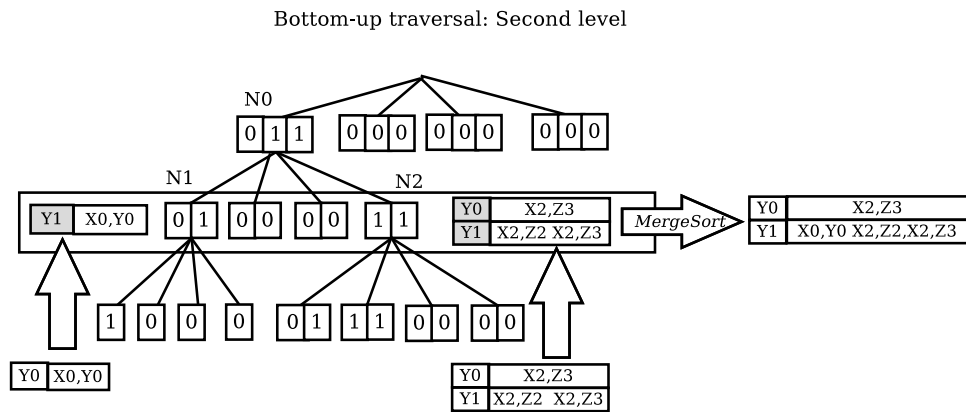 Bottom-up traversal: Second level
N0
0 1 1 0 0 0 0 0 0 0 0 0
N1 N2
Y1 X0,Y0 0 1 0 0 0 0 1 1 Y0 X2,Z3 MergeSort Y0 X2,Z3
Y1 X2,Z2 X2,Z3 Y1 X0,Y0 X2,Z2,X2,Z3
1 0 0 0 0 1 1 1 0 0 0 0
Y0 X0,Y0 Y0 X2,Z3
Y1 X2,Z2 X2,Z3